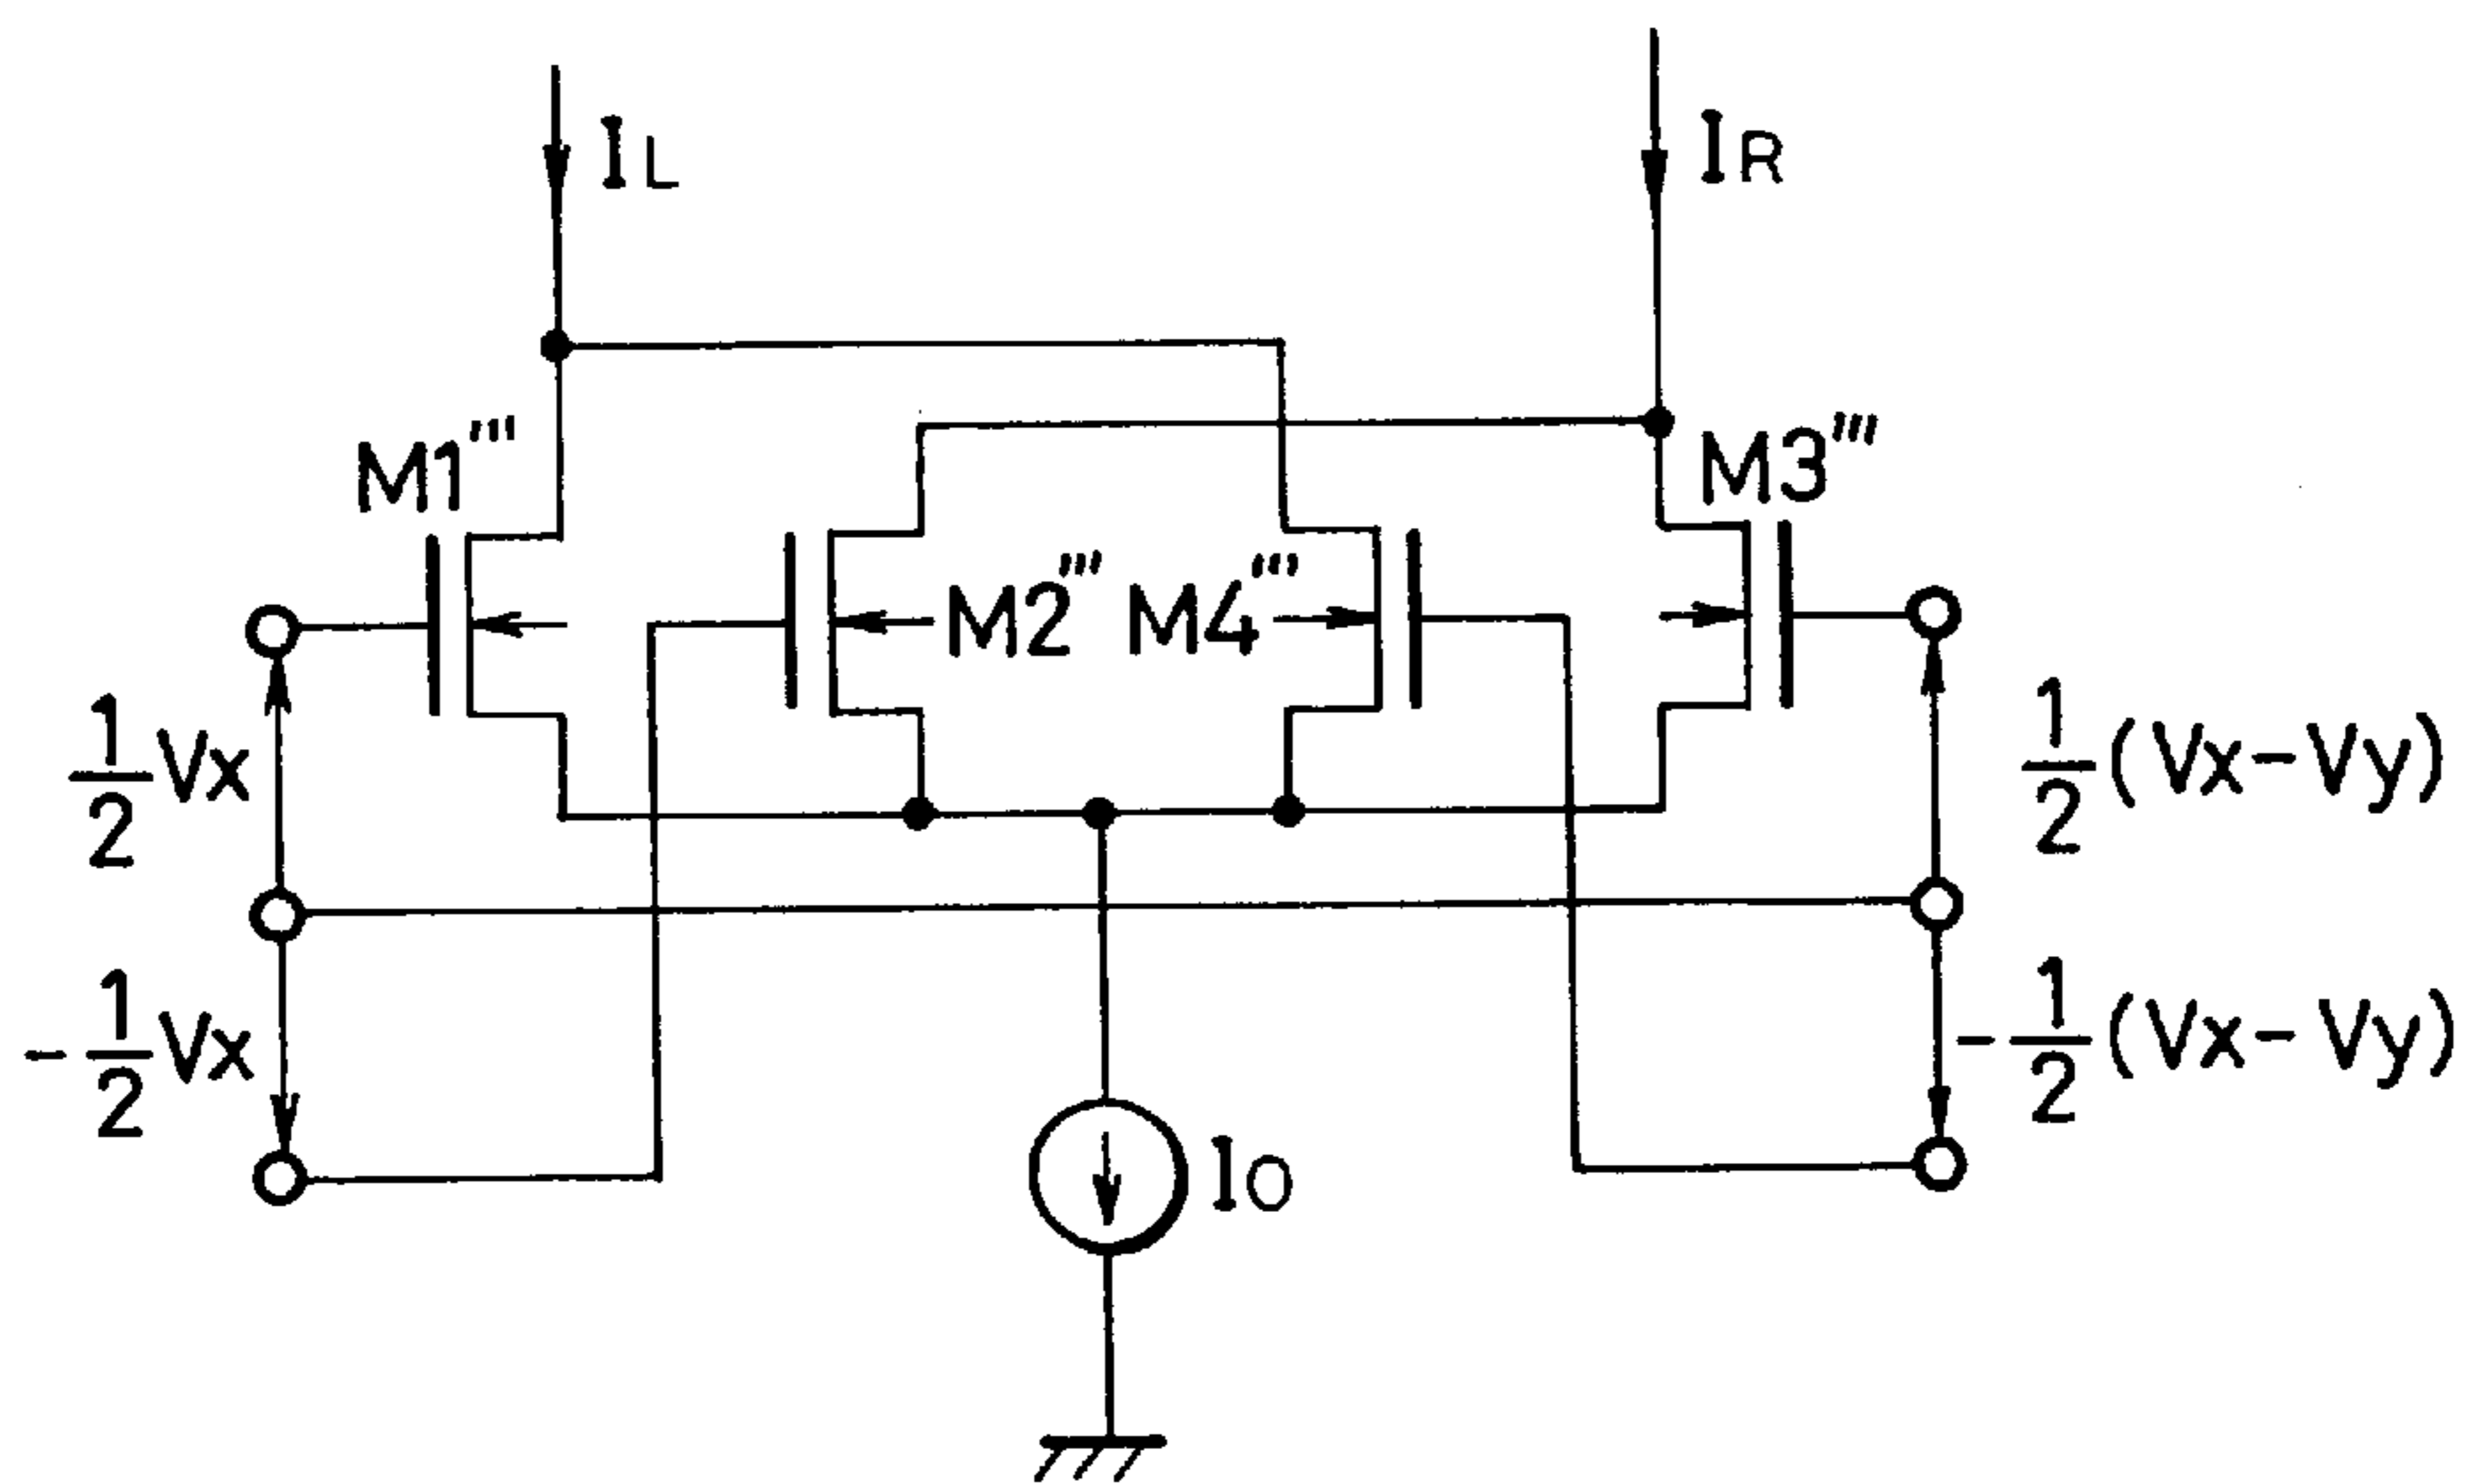 IL
IR
M1'''
M3'''
M2'''
M4'''
1/2 Vx
1/2 (Vx-Vy)
-1/2 Vx
-1/2 (Vx-Vy)
IO